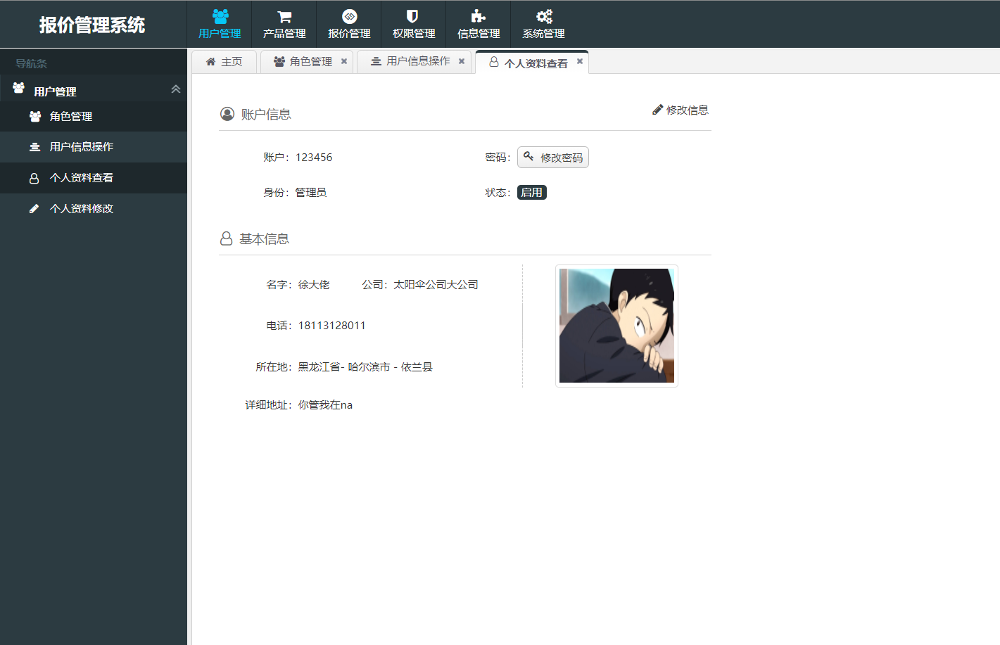 报价管理系统
用户管理 产品管理 报价管理 权限管理 信息管理 系统管理
导航条
用户管理
角色管理
用户信息操作
个人资料查看
个人资料修改
主页 角色管理 用户信息操作 个人资料查看
账户信息 修改信息
账户：123456 密码： 修改密码
身份：管理员 状态： 启用
基本信息
名字：徐大佬 公司：太阳伞公司大公司
电话：18113128011
所在地：黑龙江省- 哈尔滨市 - 依兰县
详细地址：你管我在na